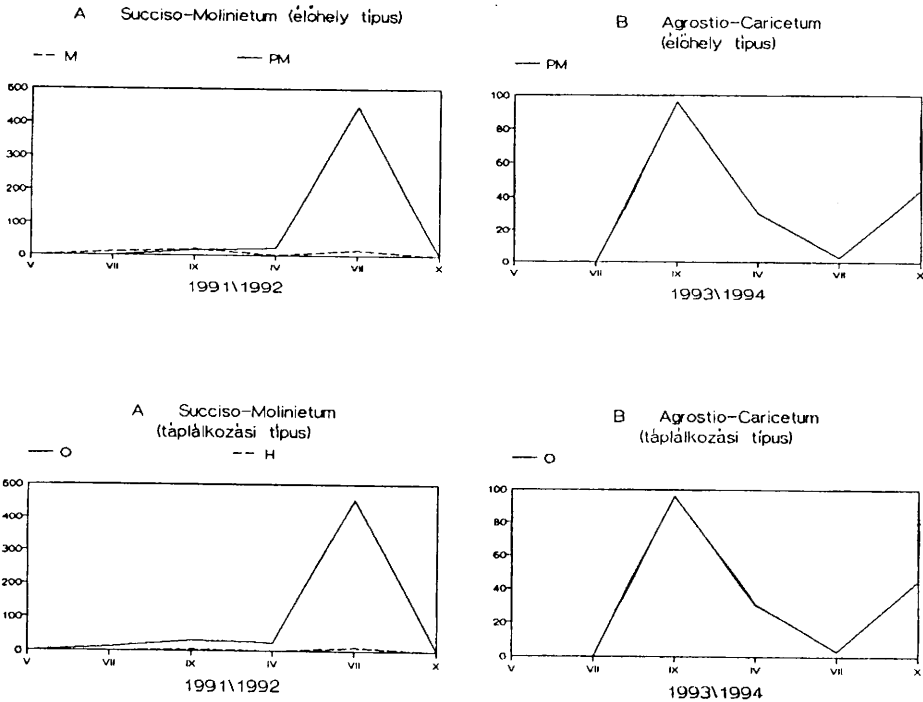 A Succiso-Molinietum (élőhely típus)
--- M — PM
500
400
300
200
100
0
V VII IX IV VII X
1991\1992
B Agrostio-Caricetum
(élőhely típus)
— PM
100
80
60
40
20
0
V VII IX IV VII X
1993\1994
A Succiso-Molinietum
(táplálkozási típus)
— O --- H
500
400
300
200
100
0
V VII IX IV VII X
1991\1992
B Agrostio-Caricetum
(táplálkozási típus)
— O
100
80
60
40
20
0
V VII IX IV VII X
1993\1994